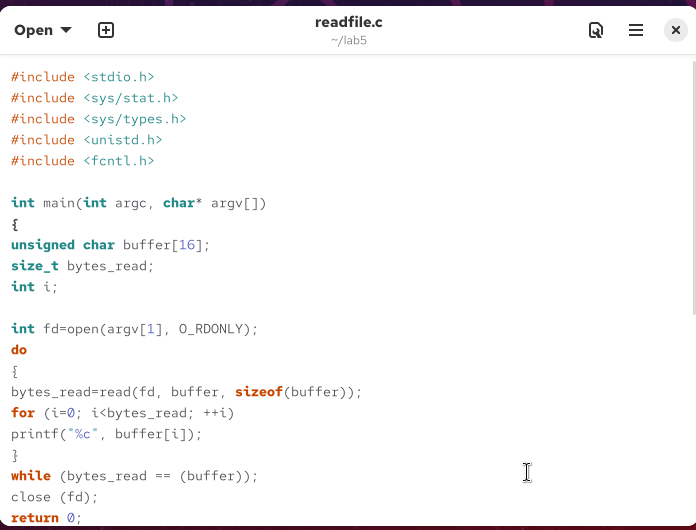 Open
readfile.c
~/lab5
#include <stdio.h>
#include <sys/stat.h>
#include <sys/types.h>
#include <unistd.h>
#include <fcntl.h>
int main(int argc, char* argv[])
{
unsigned char buffer[16];
size_t bytes_read;
int i;
int fd=open(argv[1], O_RDONLY);
do
{
bytes_read=read(fd, buffer, sizeof(buffer));
for (i=0; i<bytes_read; ++i)
printf("%c", buffer[i]);
}
while (bytes_read == (buffer));
close (fd);
return 0;